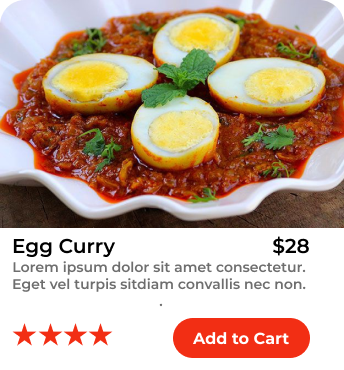 Egg Curry $28
Lorem ipsum dolor sit amet consectetur.
Eget vel turpis sitdiam convallis nec non.
.
Add to Cart